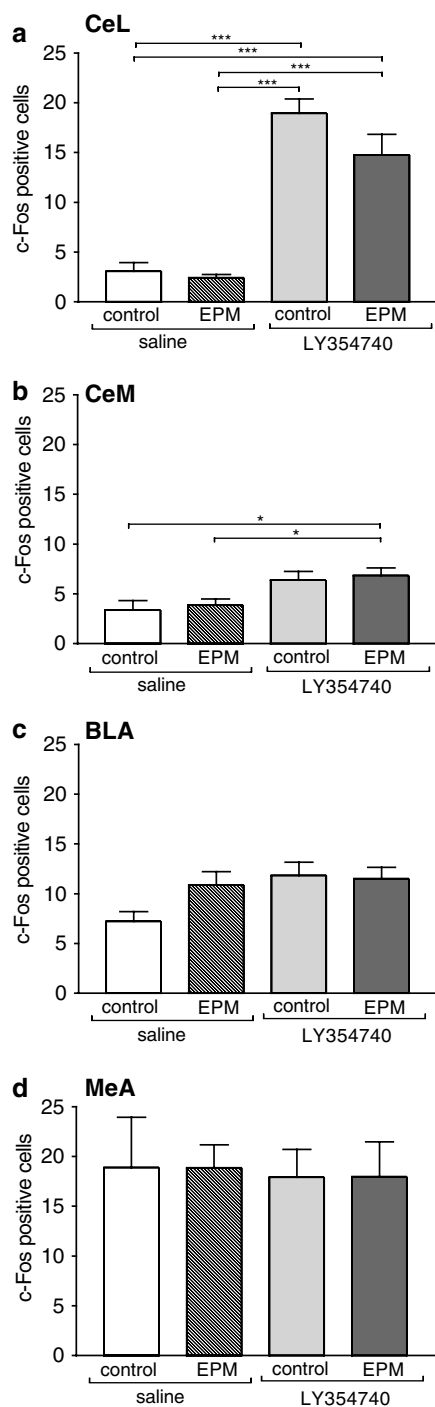 a CeL
***
***
***
***
c-Fos positive cells
25
20
15
10
5
0
control EPM control EPM
saline LY354740
b CeM
*
*
c-Fos positive cells
25
20
15
10
5
0
control EPM control EPM
saline LY354740
c BLA
c-Fos positive cells
25
20
15
10
5
0
control EPM control EPM
saline LY354740
d MeA
c-Fos positive cells
25
20
15
10
5
0
control EPM control EPM
saline LY354740